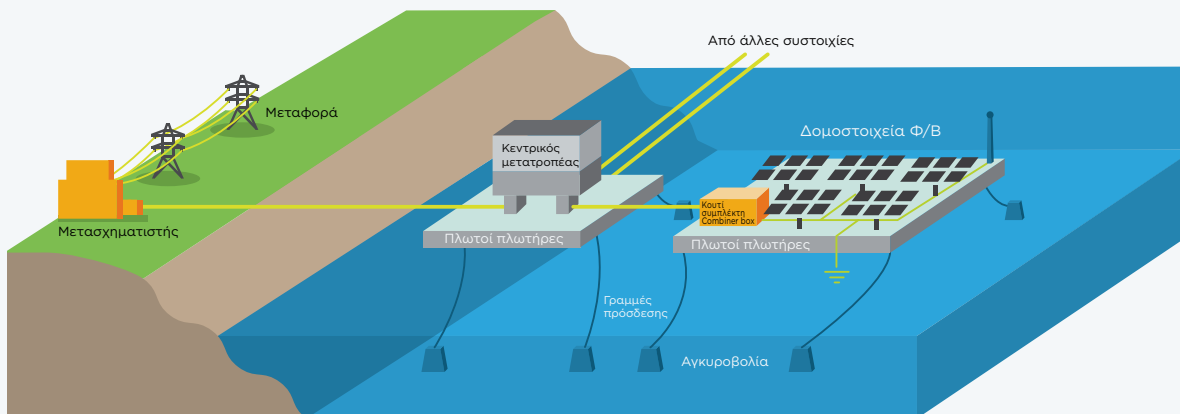 Από άλλες συστοιχίες
Μεταφορά
Δομοστοιχεία Φ/Β
Κεντρικός
μετατροπέας
Κουτί
συμπλέκτη
Combiner box
Μετασχηματιστής
Πλωτοί πλωτήρες
Πλωτοί πλωτήρες
Γραμμές
πρόσδεσης
Αγκυροβολία